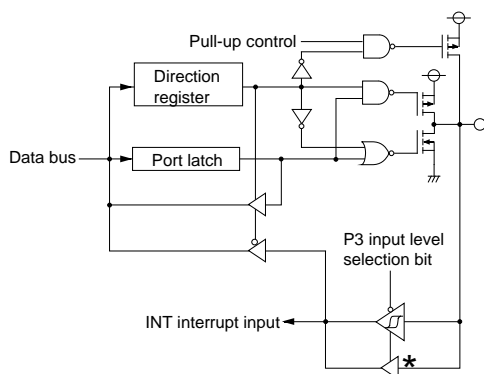 Pull-up control
Direction
register
Data bus
Port latch
P3 input level
selection bit
INT interrupt input
*